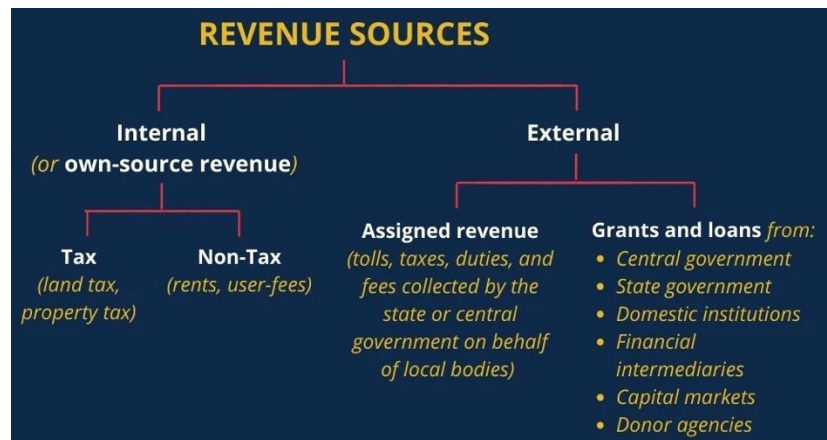 REVENUE SOURCES
Internal
(or own-source revenue)
External
Tax
(land tax,
property tax)
Non-Tax
(rents, user-fees)
Assigned revenue
(tolls, taxes, duties, and
fees collected by the
state or central
government on behalf
of local bodies)
Grants and loans from:
• Central government
• State government
• Domestic institutions
• Financial
intermediaries
• Capital markets
• Donor agencies